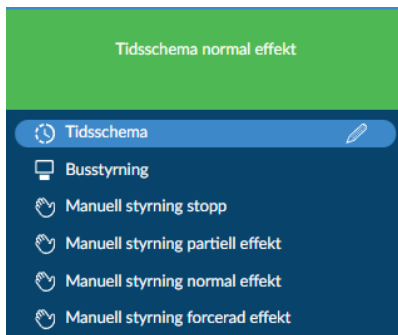 Tidsschema normal effekt
Tidsschema
Busstyrning
Manuell styrning stopp
Manuell styrning partiell effekt
Manuell styrning normal effekt
Manuell styrning forcerad effekt